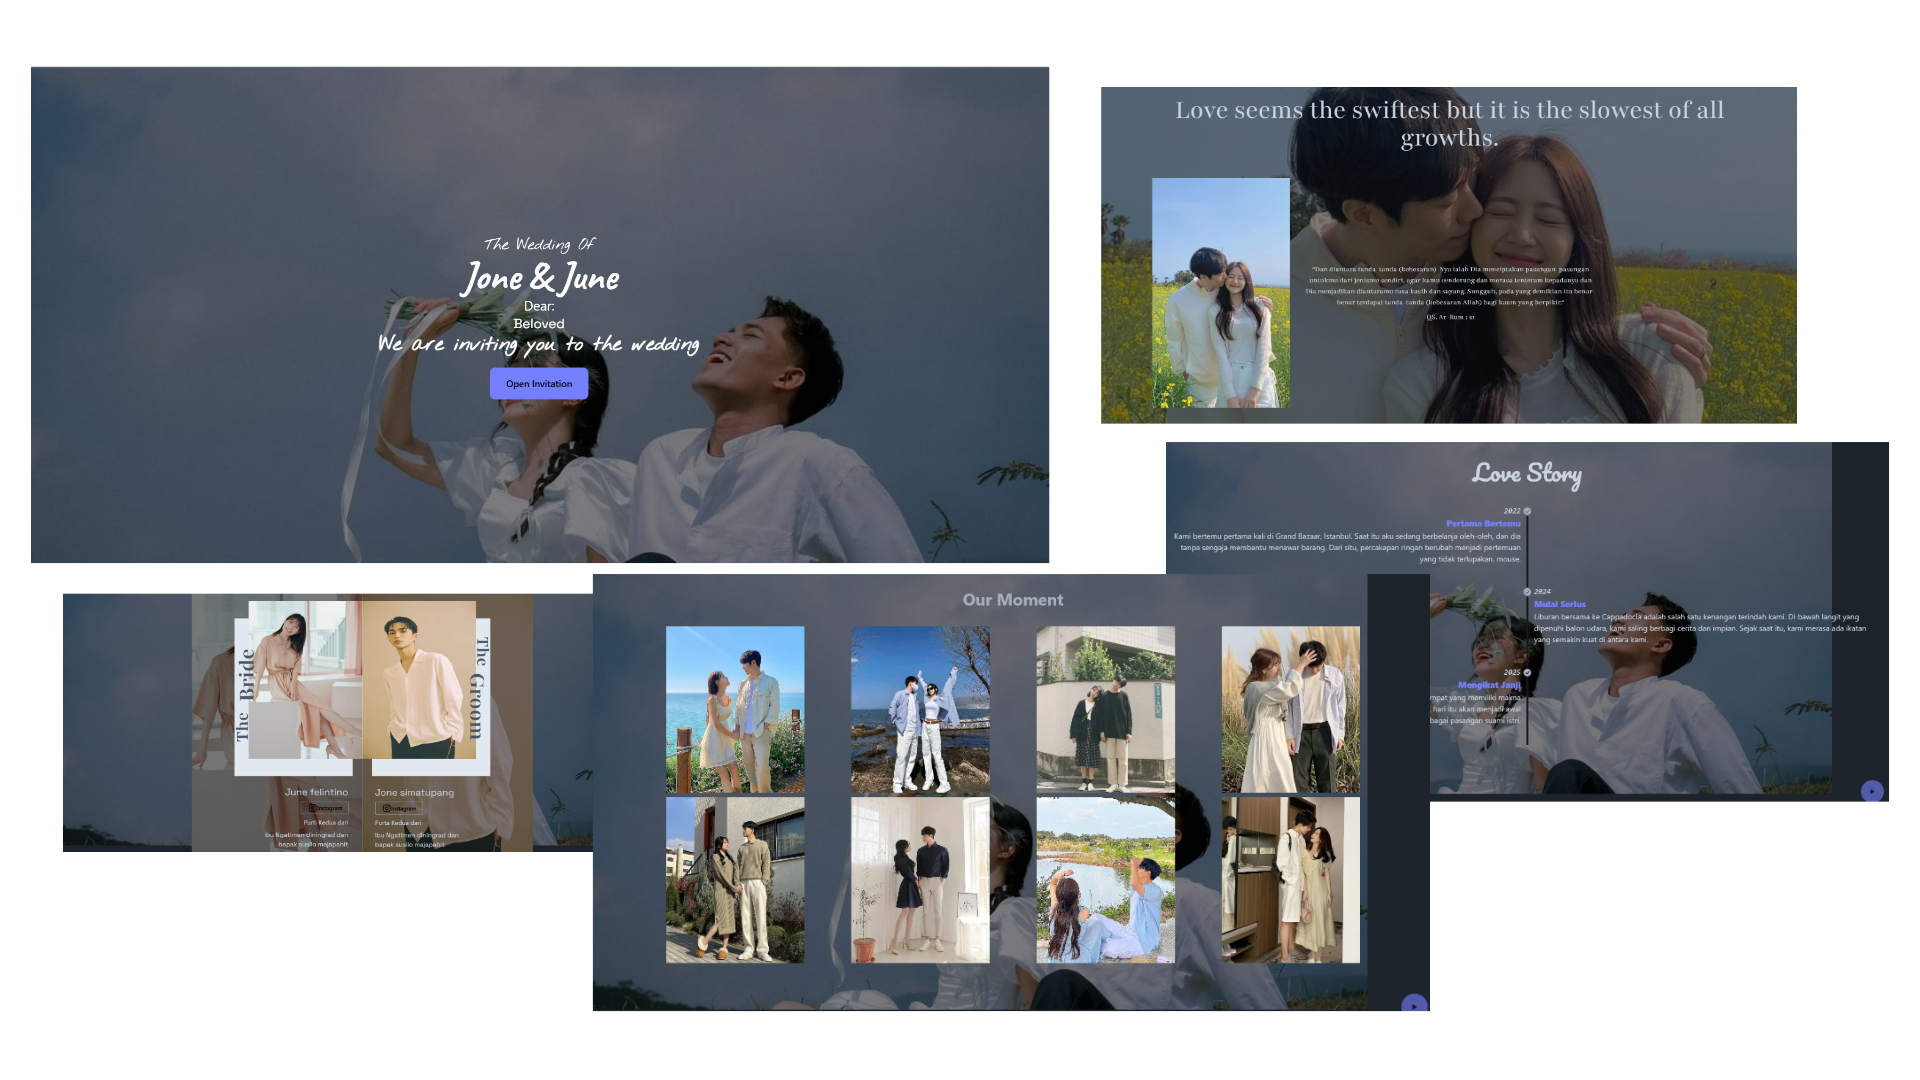 The Wedding Of
Jone & June
Dear:
Beloved
We are inviting you to the wedding
Open Invitation
Love seems the swiftest but it is the slowest of all
growths.
"Dan diantara tanda-tanda (kebesaran)-Nya ialah Dia menciptakan pasangan-pasangan
untukmu dari jenismu sendiri, agar kamu cenderung dan merasa tenteram kepadanya dan
Dia menjadikan diantaramu rasa kasih dan sayang. Sungguh, pada yang demikian itu benar-
benar terdapat tanda-tanda (kebesaran Allah) bagi kaum yang berpikir."
QS. Ar-Rum : 21
Love Story
2022
Pertama Bertemu
Kami bertemu pertama kali di Grand Bazaar, Istanbul. Saat itu aku sedang berbelanja oleh-oleh, dan dia
tanpa sengaja membantu menawar barang. Dari situ, percakapan ringan berubah menjadi pertemuan
yang tidak terlupakan. mouse.
2024
Mulai Serius
Liburan bersama ke Cappadocia adalah salah satu kenangan terindah kami. Di bawah langit yang
dipenuhi balon udara, kami saling berbagi cerita dan impian. Sejak saat itu, kami merasa ada ikatan
yang semakin kuat di antara kami.
2025
Mengikat Janji
mpat yang memiliki makna
hari itu akan menjadi awal
bagai pasangan suami istri.
The Bride
The Groom
June felintino
Instagram
Purti Kedua dari
Ibu Ngatimen diningrad dan
bapak susilo majapahit
Jone simatupang
Instagram
Purta Kedua dari
Ibu Ngatimen diningrad dan
bapak susilo majapahit
Our Moment